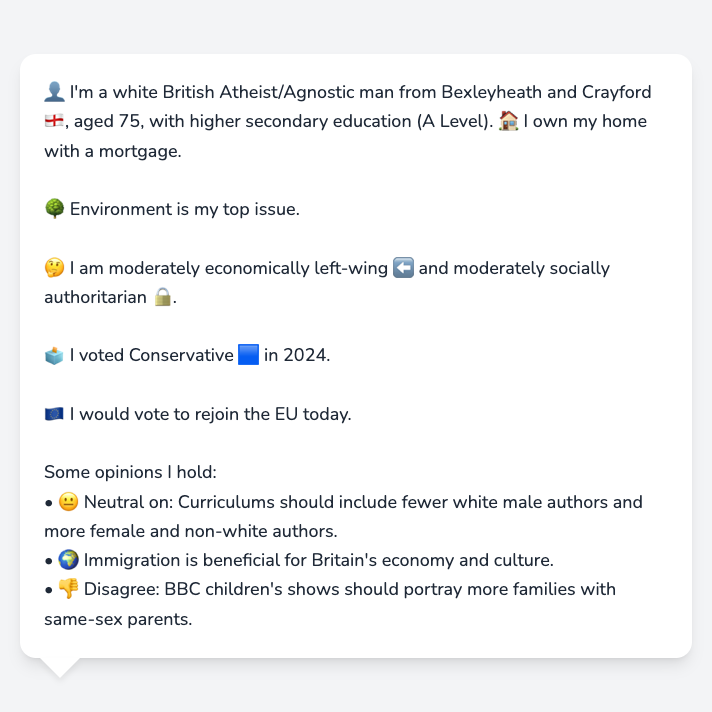 👤 I'm a white British Atheist/Agnostic man from Bexleyheath and Crayford
🏴󠁧󠁢󠁥󠁮󠁧󠁿, aged 75, with higher secondary education (A Level). 🏠 I own my home
with a mortgage.
🌳 Environment is my top issue.
🤔 I am moderately economically left-wing ⬅️ and moderately socially
authoritarian 🔒.
🗳️ I voted Conservative 🟦 in 2024.
🇪🇺 I would vote to rejoin the EU today.
Some opinions I hold:
• 😐 Neutral on: Curriculums should include fewer white male authors and
more female and non-white authors.
• 🌍 Immigration is beneficial for Britain's economy and culture.
• 👎 Disagree: BBC children's shows should portray more families with
same-sex parents.